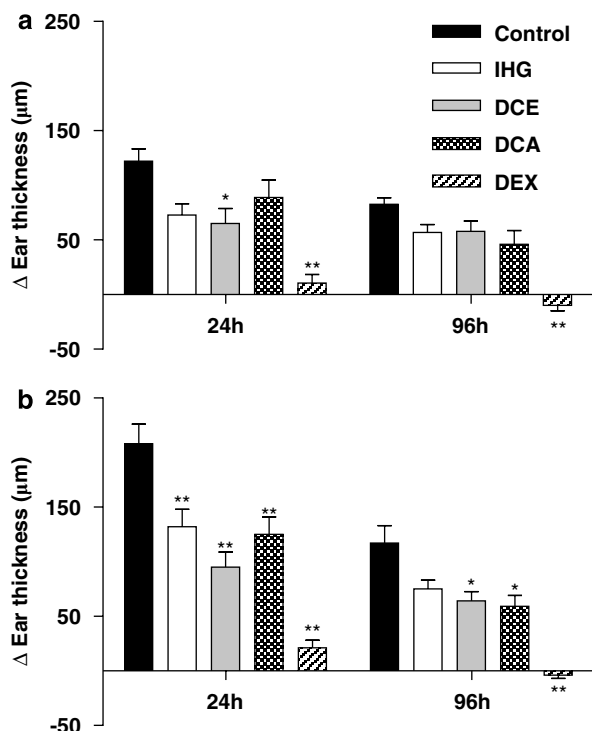 a
250
150
50
-50
Δ Ear thickness (μm)
Control
IHG
DCE
DCA
DEX
*
**
**
24h
96h
b
250
150
50
-50
Δ Ear thickness (μm)
**
**
**
**
*
*
**
24h
96h